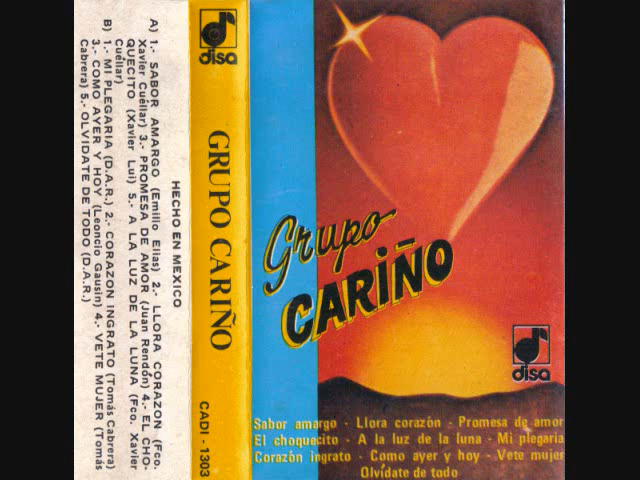 A) 1.- SABOR AMARGO (Emilio Elías) 2.- LLORA CORAZON (Fco.
Xavier Cuéllar) 3.- PROMESA DE AMOR (Juan Rendón) 4.- EL CHO-
QUECITO (Xavier Lui) 5.- A LA LUZ DE LA LUNA (Fco. Xavier
Cuéllar)
B) 1.- MI PLEGARIA (D.A.R.) 2.- CORAZON INGRATO (Tomás Cabrera)
3.- COMO AYER Y HOY (Leoncio Gausin) 4.- VETE MUJER (Tomás
Cabrera) 5.- OLVIDATE DE TODO (D.A.R.)
HECHO EN MEXICO
disa
GRUPO CARIÑO
CADI - 1303
Grupo
CARIÑO
disa
Sabor amargo - Llora corazón - Promesa de amor
El choquecito - A la luz de la luna - Mi plegaria
Corazón ingrato - Como ayer y hoy - Vete mujer
Olvídate de todo